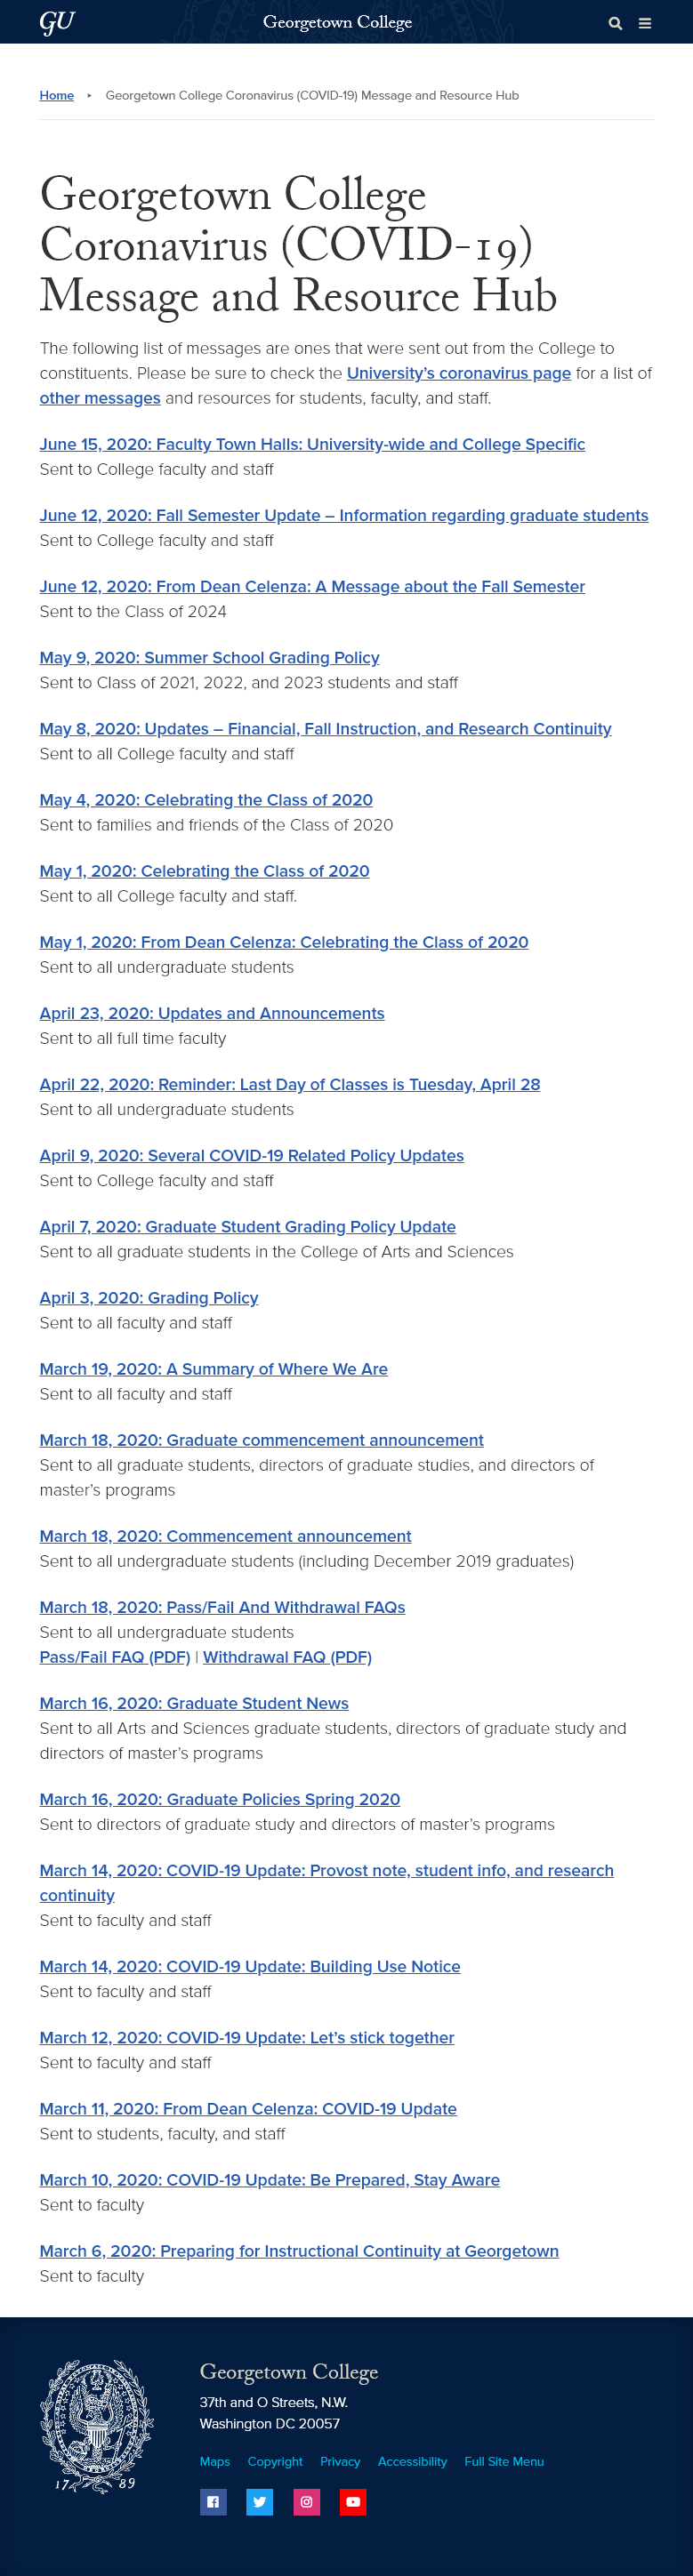 GU
Georgetown College
Home ▸ Georgetown College Coronavirus (COVID-19) Message and Resource Hub
Georgetown College
Coronavirus (COVID-19)
Message and Resource Hub
The following list of messages are ones that were sent out from the College to
constituents. Please be sure to check the University’s coronavirus page for a list of
other messages and resources for students, faculty, and staff.
June 15, 2020: Faculty Town Halls: University-wide and College Specific
Sent to College faculty and staff
June 12, 2020: Fall Semester Update – Information regarding graduate students
Sent to College faculty and staff
June 12, 2020: From Dean Celenza: A Message about the Fall Semester
Sent to the Class of 2024
May 9, 2020: Summer School Grading Policy
Sent to Class of 2021, 2022, and 2023 students and staff
May 8, 2020: Updates – Financial, Fall Instruction, and Research Continuity
Sent to all College faculty and staff
May 4, 2020: Celebrating the Class of 2020
Sent to families and friends of the Class of 2020
May 1, 2020: Celebrating the Class of 2020
Sent to all College faculty and staff.
May 1, 2020: From Dean Celenza: Celebrating the Class of 2020
Sent to all undergraduate students
April 23, 2020: Updates and Announcements
Sent to all full time faculty
April 22, 2020: Reminder: Last Day of Classes is Tuesday, April 28
Sent to all undergraduate students
April 9, 2020: Several COVID-19 Related Policy Updates
Sent to College faculty and staff
April 7, 2020: Graduate Student Grading Policy Update
Sent to all graduate students in the College of Arts and Sciences
April 3, 2020: Grading Policy
Sent to all faculty and staff
March 19, 2020: A Summary of Where We Are
Sent to all faculty and staff
March 18, 2020: Graduate commencement announcement
Sent to all graduate students, directors of graduate studies, and directors of
master’s programs
March 18, 2020: Commencement announcement
Sent to all undergraduate students (including December 2019 graduates)
March 18, 2020: Pass/Fail And Withdrawal FAQs
Sent to all undergraduate students
Pass/Fail FAQ (PDF) | Withdrawal FAQ (PDF)
March 16, 2020: Graduate Student News
Sent to all Arts and Sciences graduate students, directors of graduate study and
directors of master’s programs
March 16, 2020: Graduate Policies Spring 2020
Sent to directors of graduate study and directors of master’s programs
March 14, 2020: COVID-19 Update: Provost note, student info, and research
continuity
Sent to faculty and staff
March 14, 2020: COVID-19 Update: Building Use Notice
Sent to faculty and staff
March 12, 2020: COVID-19 Update: Let’s stick together
Sent to faculty and staff
March 11, 2020: From Dean Celenza: COVID-19 Update
Sent to students, faculty, and staff
March 10, 2020: COVID-19 Update: Be Prepared, Stay Aware
Sent to faculty
March 6, 2020: Preparing for Instructional Continuity at Georgetown
Sent to faculty
Georgetown College
37th and O Streets, N.W.
Washington DC 20057
Maps Copyright Privacy Accessibility Full Site Menu
17 89